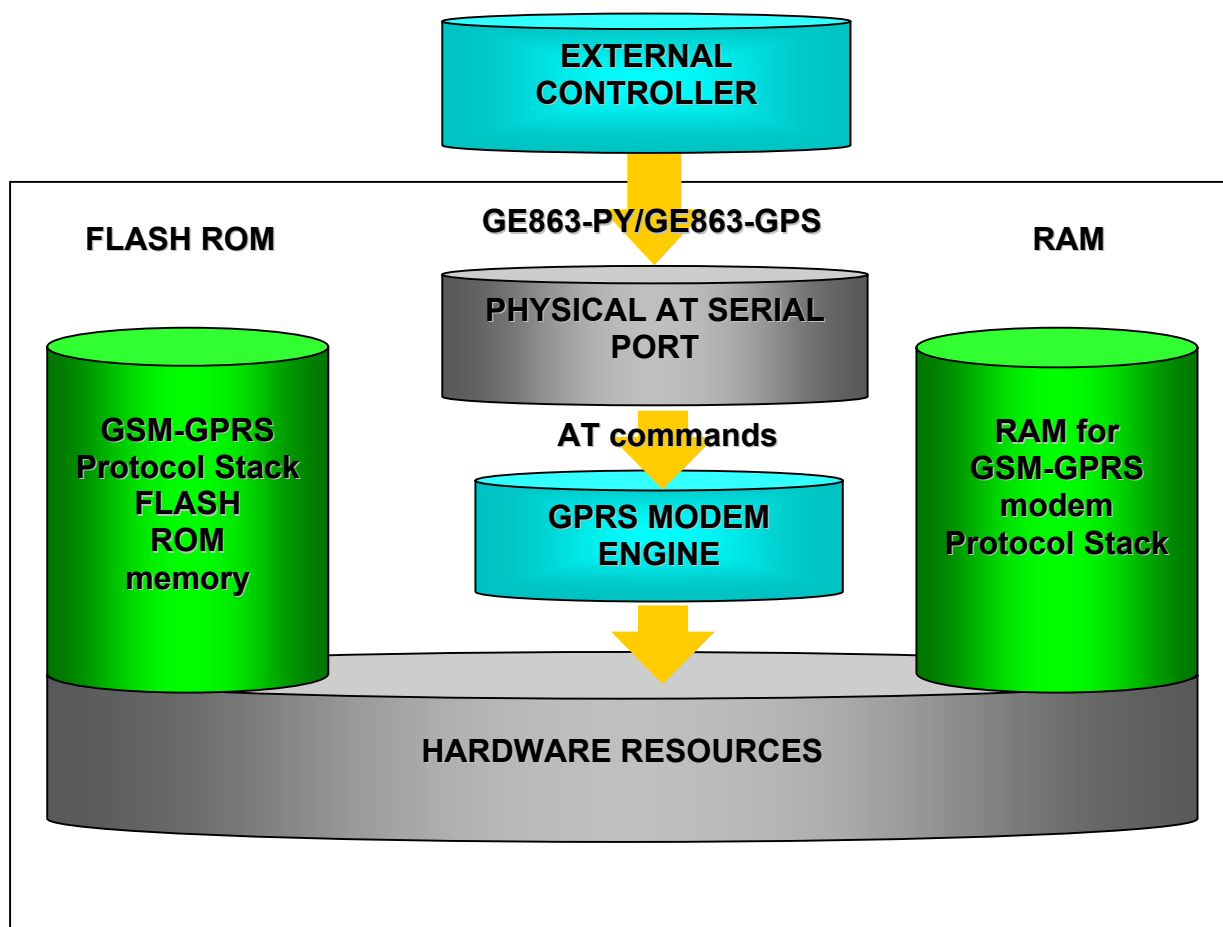 EXTERNAL
CONTROLLER
GE863-PY/GE863-GPS
FLASH ROM
RAM
PHYSICAL AT SERIAL
PORT
AT commands
GSM-GPRS
Protocol Stack
FLASH
ROM
memory
GPRS MODEM
ENGINE
RAM for
GSM-GPRS
modem
Protocol Stack
HARDWARE RESOURCES